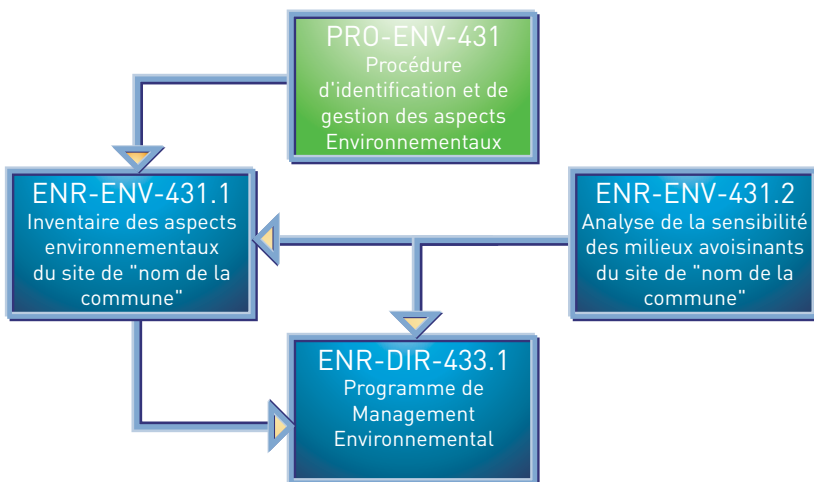 PRO-ENV-431
Procédure
d'identification et de
gestion des aspects
Environnementaux
ENR-ENV-431.1
Inventaire des aspects
environnementaux
du site de "nom de la
commune"
ENR-ENV-431.2
Analyse de la sensibilité
des milieux avoisinants
du site de "nom de la
commune"
ENR-DIR-433.1
Programme de
Management
Environnemental